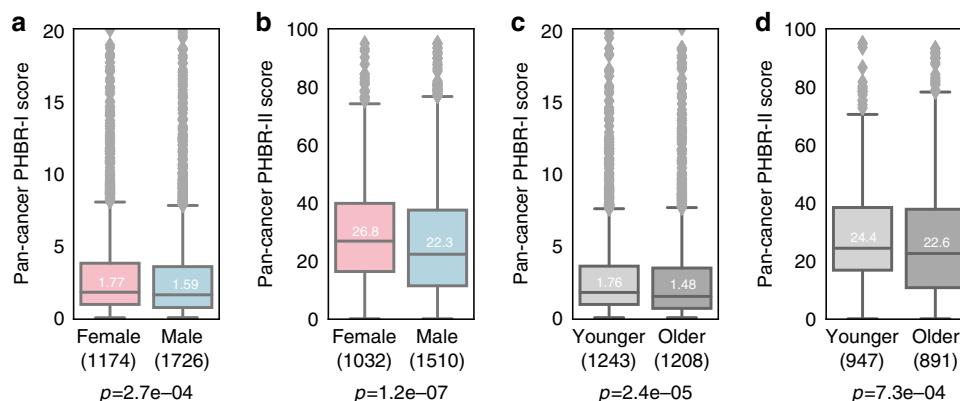 a
Pan-cancer PHBR-I score
20
15
10
5
0
1.77
1.59
Female
(1174)
Male
(1726)
p=2.7e–04
b
Pan-cancer PHBR-II score
100
80
60
40
20
0
26.8
22.3
Female
(1032)
Male
(1510)
p=1.2e–07
c
Pan-cancer PHBR-I score
20
15
10
5
0
1.76
1.48
Younger
(1243)
Older
(1208)
p=2.4e–05
d
Pan-cancer PHBR-II score
100
80
60
40
20
0
24.4
22.6
Younger
(947)
Older
(891)
p=7.3e–04